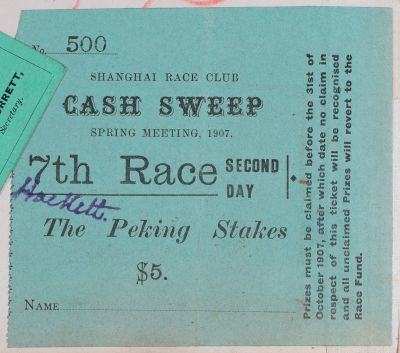 No. 500
SHANGHAI RACE CLUB
CASH SWEEP
SPRING MEETING, 1907.
7th Race SECOND DAY
Hackett.
The Peking Stakes
$5.
NAME
Prizes must be claimed before the 31st of
October 1907, after which date no claim in
respect of this ticket will be recognised
and all unclaimed Prizes will revert to the
Race Fund.
RRETT,
Secretary.